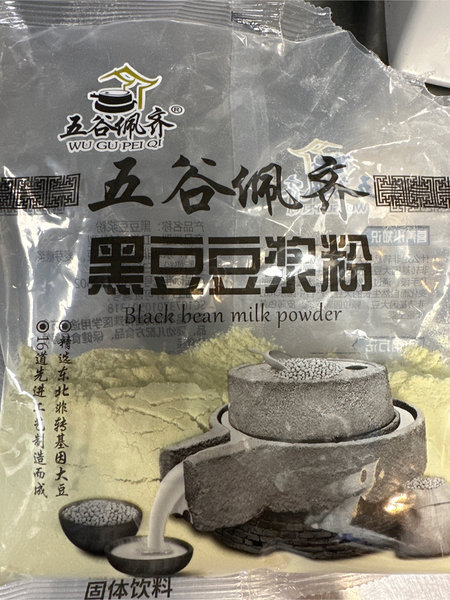 五谷佩齐®
WU GU PEI QI
五谷佩齐
黑豆豆浆粉
Black bean milk powder
精选东北非转基因大豆
16道先进工艺制造而成
固体饮料